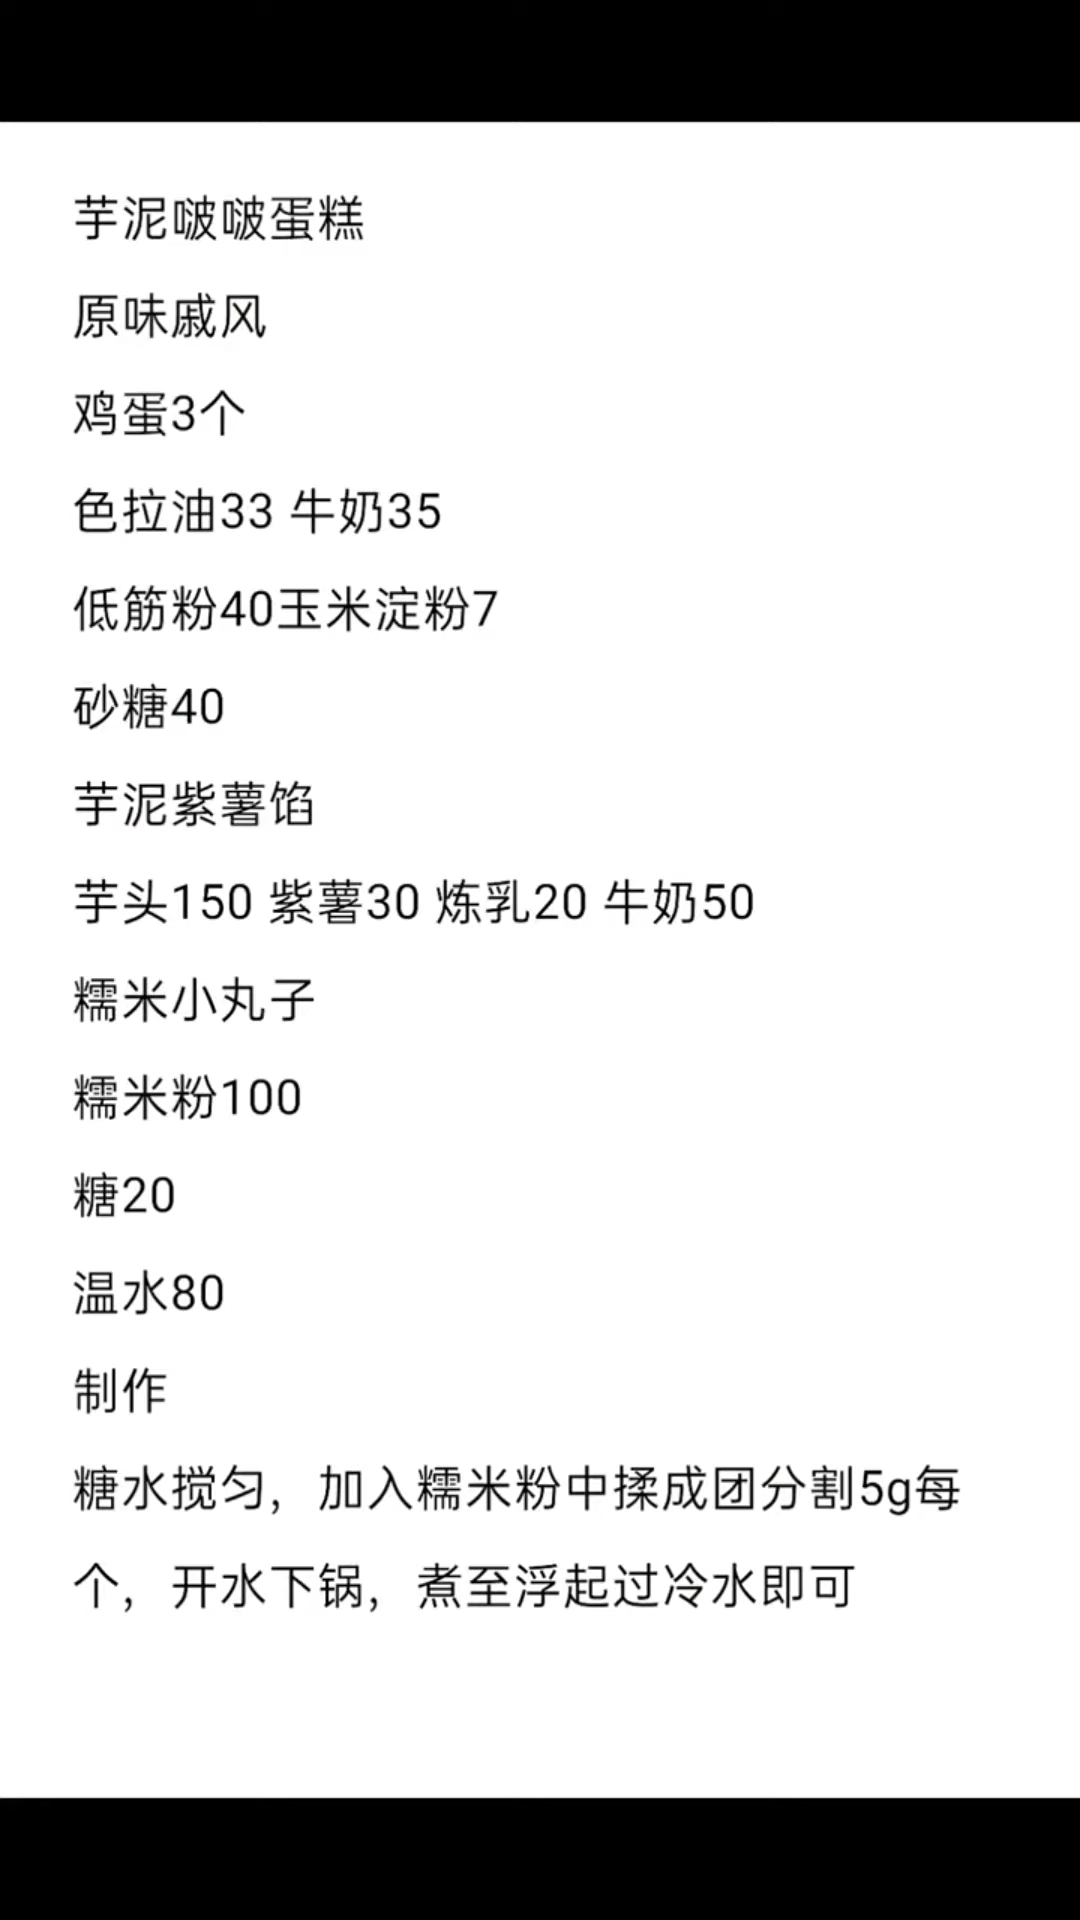 芋泥啵啵蛋糕
原味戚风
鸡蛋3个
色拉油33 牛奶35
低筋粉40玉米淀粉7
砂糖40
芋泥紫薯馅
芋头150 紫薯30 炼乳20 牛奶50
糯米小丸子
糯米粉100
糖20
温水80
制作
糖水搅匀，加入糯米粉中揉成团分割5g每
个，开水下锅，煮至浮起过冷水即可